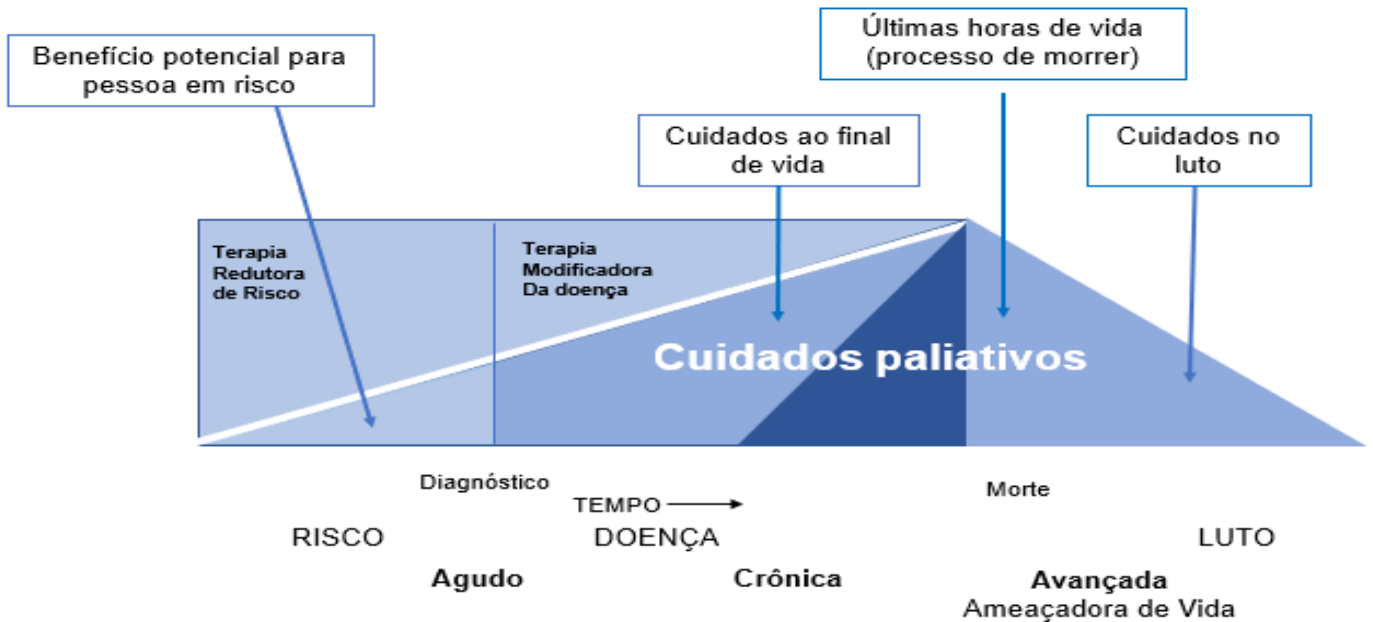 Benefício potencial para
pessoa em risco
Últimas horas de vida
(processo de morrer)
Cuidados ao final
de vida
Cuidados no
luto
Terapia
Redutora
de Risco
Terapia
Modificadora
Da doença
Cuidados paliativos
Diagnóstico
TEMPO
Morte
RISCO
DOENÇA
LUTO
Agudo
Crônica
Avançada
Ameaçadora de Vida